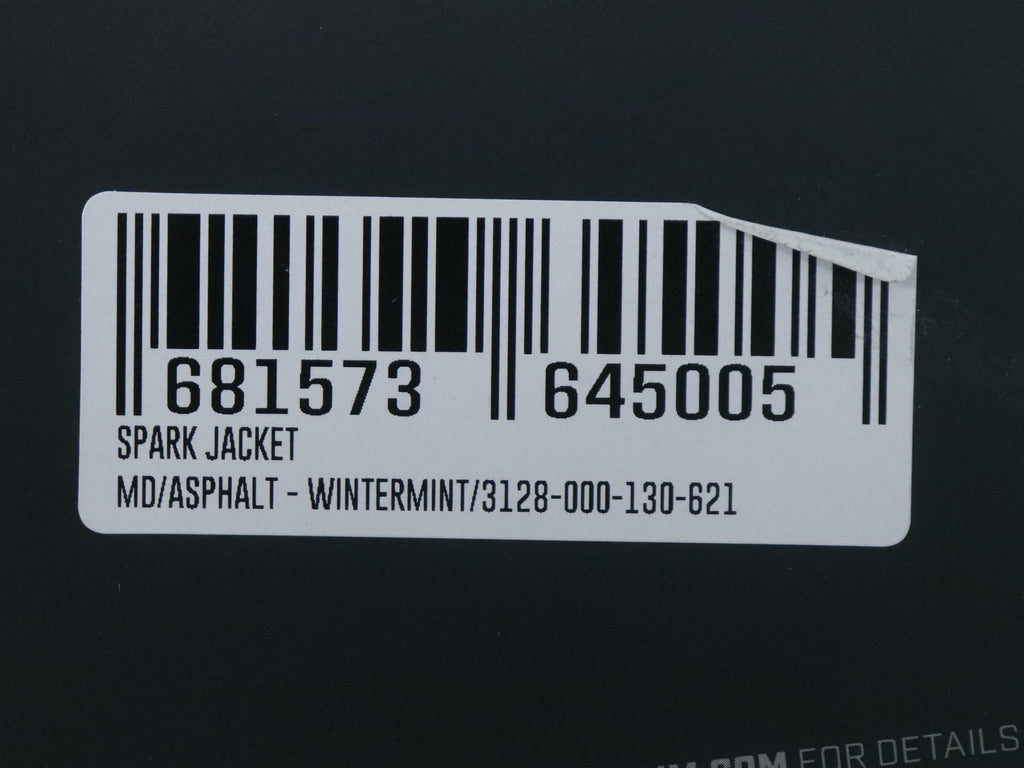 681573 645005
SPARK JACKET
MD/ASPHALT - WINTERMINT/3128-000-130-621
FOR DETAILS